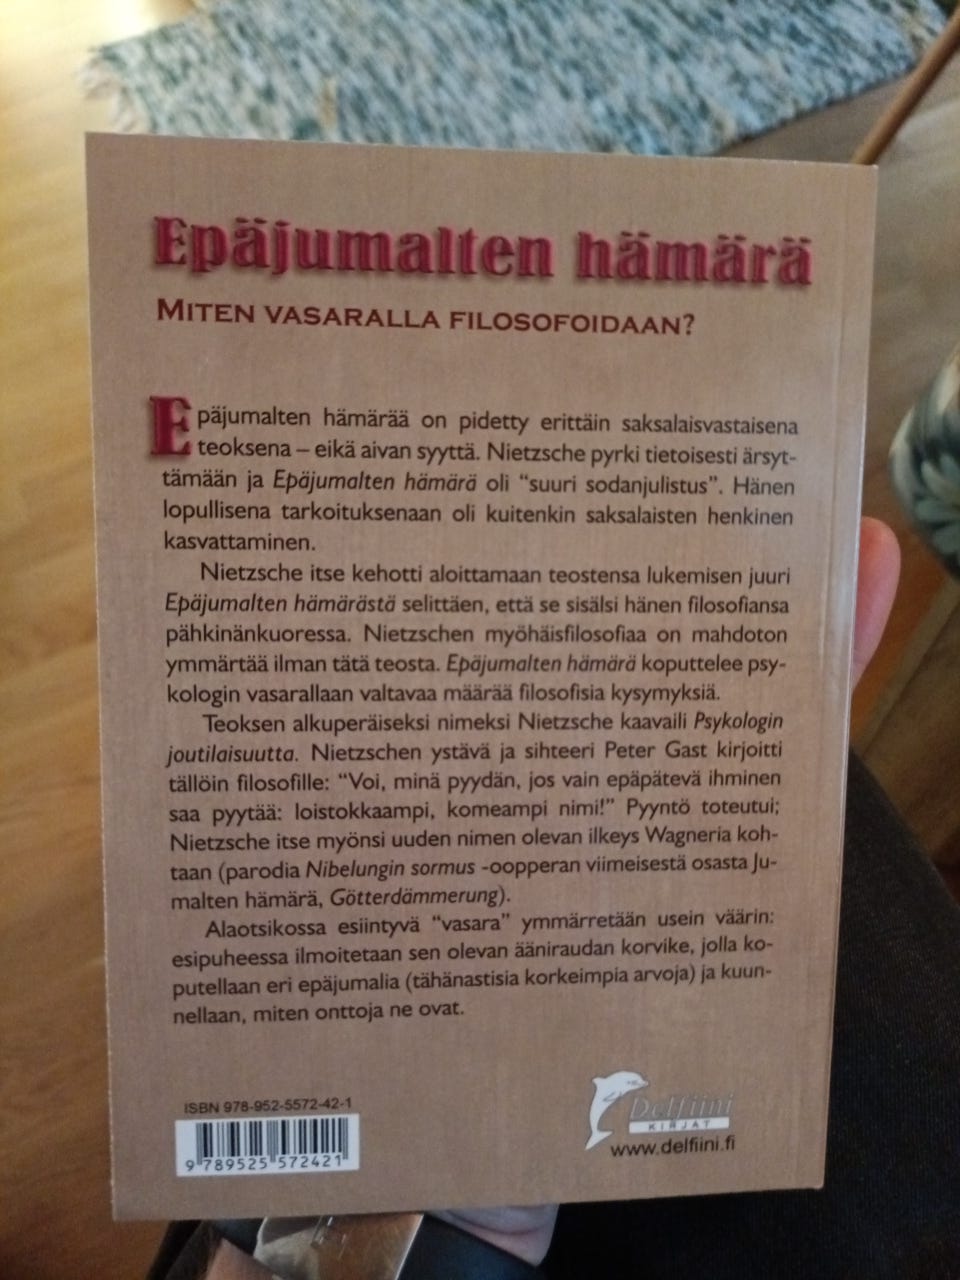 Epäjumalten hämärä
MITEN VASARALLA FILOSOFOIDAAN?
Epäjumalten hämärää on pidetty erittäin saksalaisvastaisena
teoksena – eikä aivan syyttä. Nietzsche pyrki tietoisesti ärsyt-
tämään ja Epäjumalten hämärä oli “suuri sodanjulistus”. Hänen
lopullisena tarkoituksenaan oli kuitenkin saksalaisten henkinen
kasvattaminen.
Nietzsche itse kehotti aloittamaan teostensa lukemisen juuri
Epäjumalten hämärästä selittäen, että se sisälsi hänen filosofiansa
pähkinänkuoressa. Nietzschen myöhäisfilosofiaa on mahdoton
ymmärtää ilman tätä teosta. Epäjumalten hämärä koputtelee psy-
kologin vasarallaan valtavaa määrää filosofisia kysymyksiä.
Teoksen alkuperäiseksi nimeksi Nietzsche kaavaili Psykologin
joutilaisuutta. Nietzschen ystävä ja sihteeri Peter Gast kirjoitti
tällöin filosofille: “Voi, minä pyydän, jos vain epäpätevä ihminen
saa pyytää: loistokkaampi, komeampi nimi!” Pyyntö toteutui;
Nietzsche itse myönsi uuden nimen olevan ilkeys Wagneria koh-
taan (parodia Nibelungin sormus -oopperan viimeisestä osasta Ju-
malten hämärä, Götterdämmerung).
Alaotsikossa esiintyvä “vasara” ymmärretään usein väärin:
esipuheessa ilmoitetaan sen olevan ääniraudan korvike, jolla ko-
putellaan eri epäjumalia (tähänastisia korkeimpia arvoja) ja kuun-
nellaan, miten onttoja ne ovat.
ISBN 978-952-5572-42-1
9 789525 572421
Delfiini
KIRJAT
www.delfiini.fi